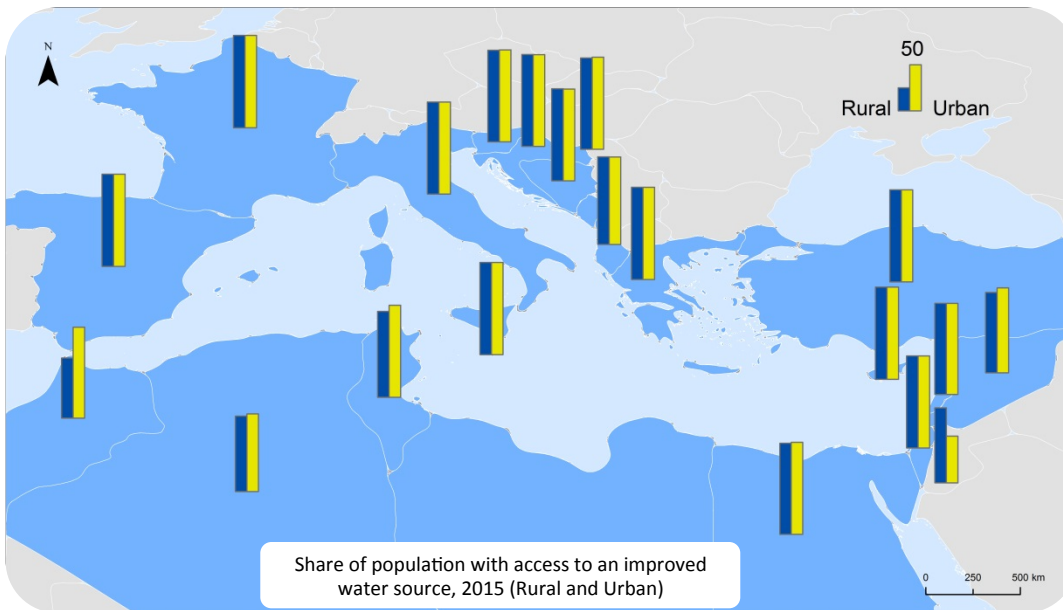 N
50
Rural Urban
Share of population with access to an improved
water source, 2015 (Rural and Urban)
0 250 500 km